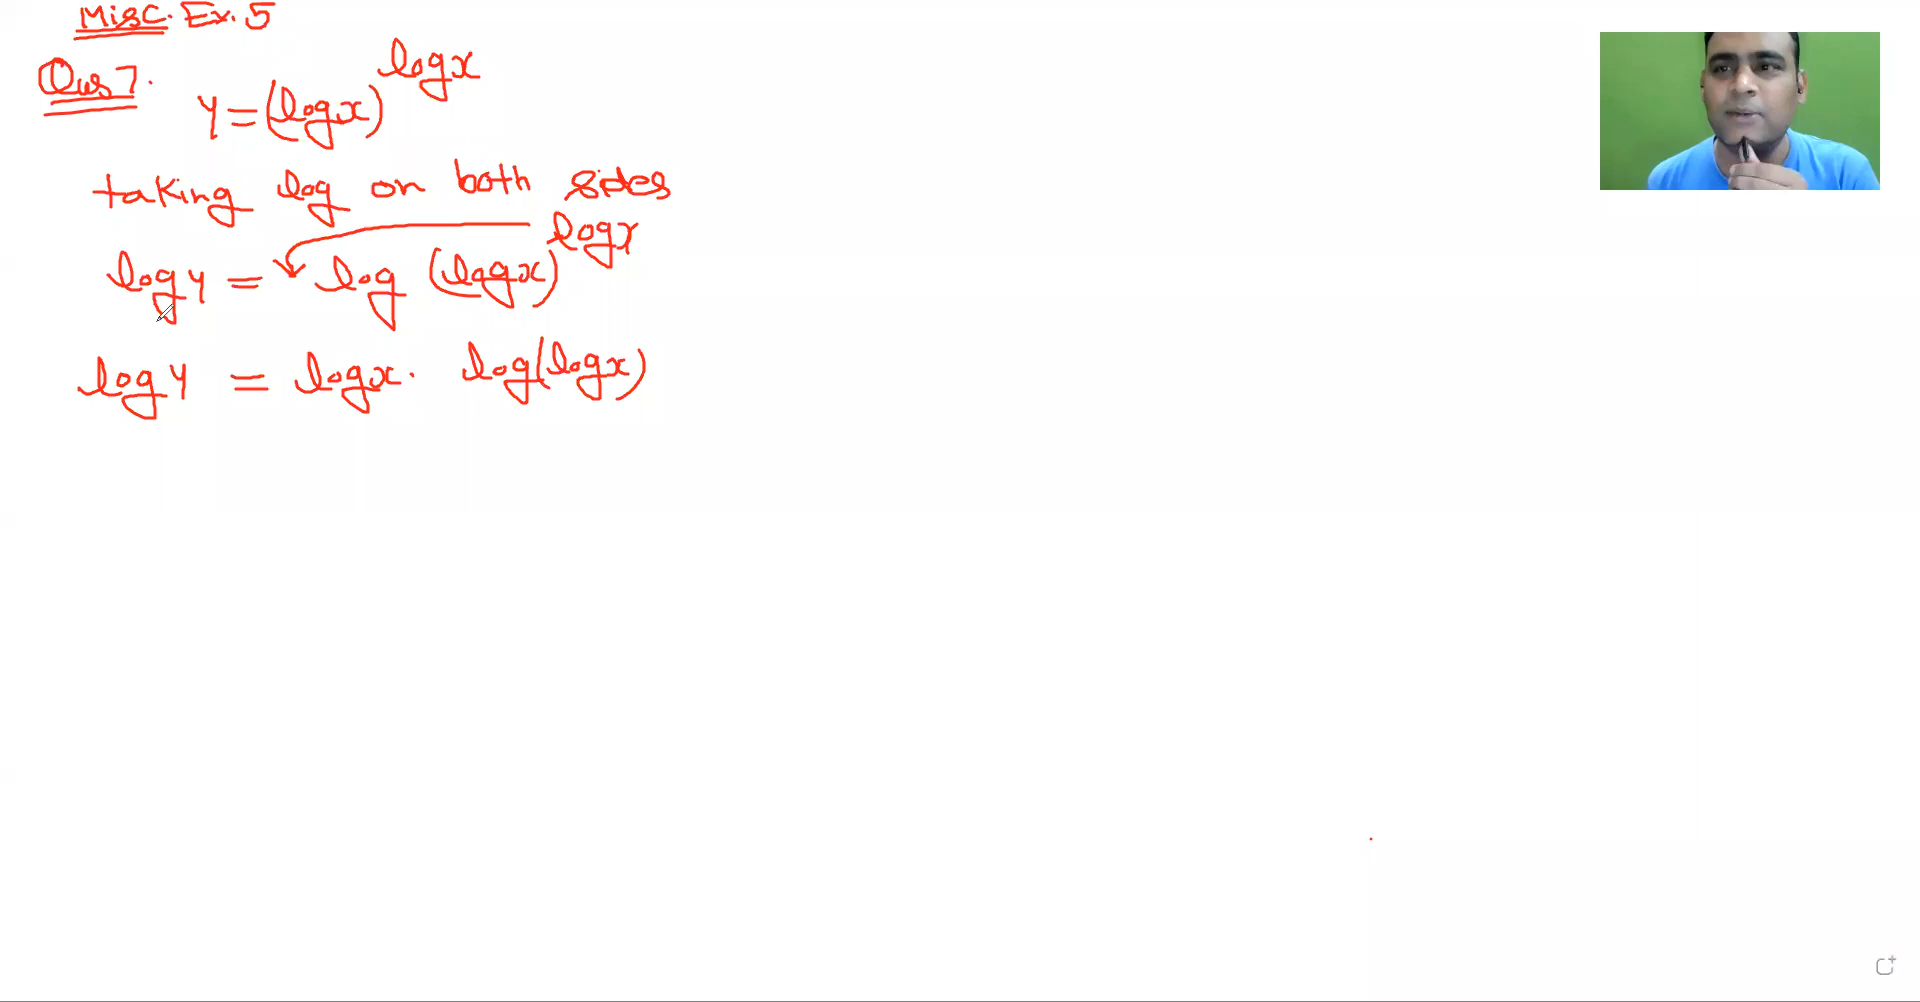 Misc. Ex. 5
Ques 7.
y = (log x)^log x
taking log on both sides
log y = log (log x)^log x
log y = log x . log(log x)